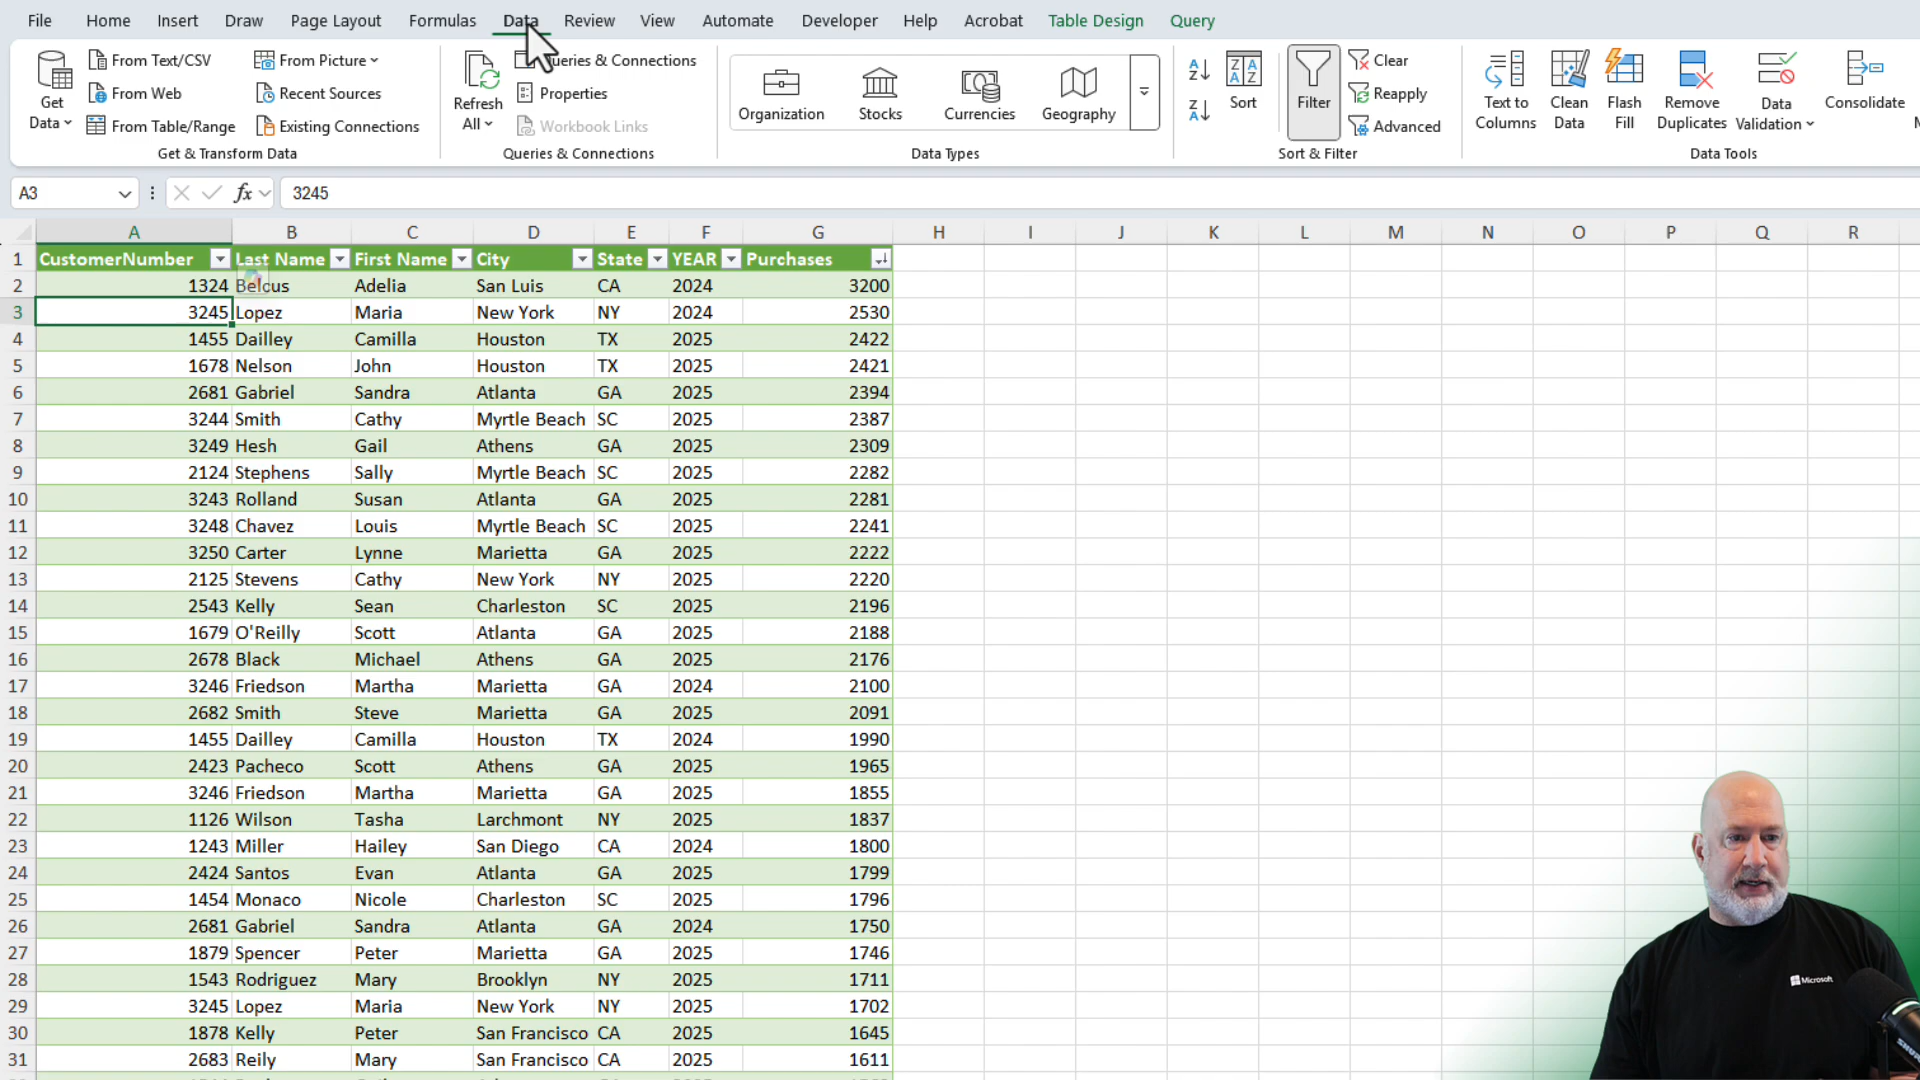 File Home Insert Draw Page Layout Formulas Data Review View Automate Developer Help Acrobat Table Design Query
Get Data
From Text/CSV
From Web
From Table/Range
From Picture
Recent Sources
Existing Connections
Get & Transform Data
Refresh All
Queries & Connections
Properties
Workbook Links
Queries & Connections
Organization Stocks Currencies Geography
Data Types
Sort
Filter
Clear
Reapply
Advanced
Sort & Filter
Text to Columns
Clean Data
Flash Fill
Remove Duplicates
Data Validation
Consolidate
Data Tools
A3 fx 3245
A B C D E F G H I J K L M N O P Q R
1 CustomerNumber Last Name First Name City State YEAR Purchases
2 1324 Belcus Adelia San Luis CA 2024 3200
3 3245 Lopez Maria New York NY 2024 2530
4 1455 Dailley Camilla Houston TX 2025 2422
5 1678 Nelson John Houston TX 2025 2421
6 2681 Gabriel Sandra Atlanta GA 2025 2394
7 3244 Smith Cathy Myrtle Beach SC 2025 2387
8 3249 Hesh Gail Athens GA 2025 2309
9 2124 Stephens Sally Myrtle Beach SC 2025 2282
10 3243 Rolland Susan Atlanta GA 2025 2281
11 3248 Chavez Louis Myrtle Beach SC 2025 2241
12 3250 Carter Lynne Marietta GA 2025 2222
13 2125 Stevens Cathy New York NY 2025 2220
14 2543 Kelly Sean Charleston SC 2025 2196
15 1679 O'Reilly Scott Atlanta GA 2025 2188
16 2678 Black Michael Athens GA 2025 2176
17 3246 Friedson Martha Marietta GA 2024 2100
18 2682 Smith Steve Marietta GA 2025 2091
19 1455 Dailley Camilla Houston TX 2024 1990
20 2423 Pacheco Scott Athens GA 2025 1965
21 3246 Friedson Martha Marietta GA 2025 1855
22 1126 Wilson Tasha Larchmont NY 2025 1837
23 1243 Miller Hailey San Diego CA 2024 1800
24 2424 Santos Evan Atlanta GA 2025 1799
25 1454 Monaco Nicole Charleston SC 2025 1796
26 2681 Gabriel Sandra Atlanta GA 2024 1750
27 1879 Spencer Peter Marietta GA 2025 1746
28 1543 Rodriguez Mary Brooklyn NY 2025 1711
29 3245 Lopez Maria New York NY 2025 1702
30 1878 Kelly Peter San Francisco CA 2025 1645
31 2683 Reily Mary San Francisco CA 2025 1611
Microsoft